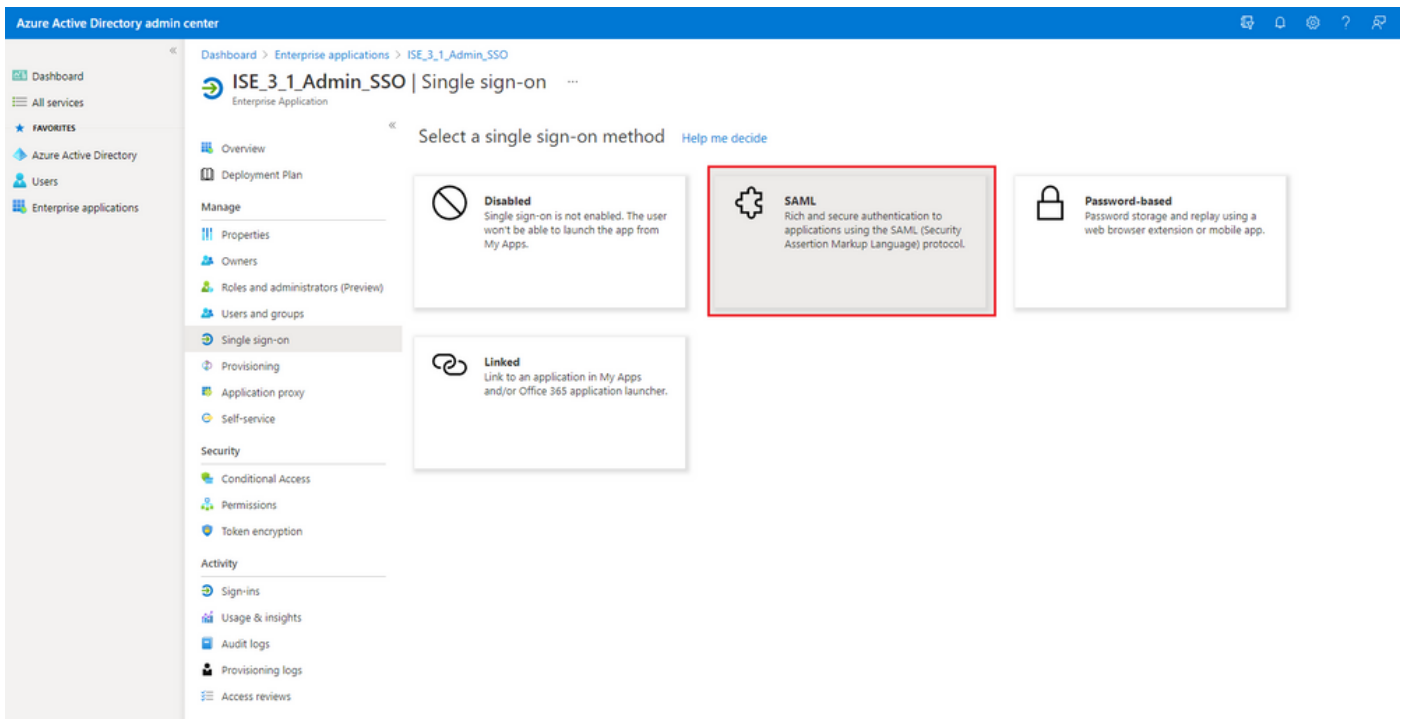 Azure Active Directory admin center
Dashboard
All services
FAVORITES
Azure Active Directory
Users
Enterprise applications
Dashboard > Enterprise applications > ISE_3_1_Admin_SSO
ISE_3_1_Admin_SSO | Single sign-on ...
Enterprise Application
Overview
Deployment Plan
Manage
Properties
Owners
Roles and administrators (Preview)
Users and groups
Single sign-on
Provisioning
Application proxy
Self-service
Security
Conditional Access
Permissions
Token encryption
Activity
Sign-ins
Usage & insights
Audit logs
Provisioning logs
Access reviews
Select a single sign-on method Help me decide
Disabled
Single sign-on is not enabled. The user
won't be able to launch the app from
My Apps.
SAML
Rich and secure authentication to
applications using the SAML (Security
Assertion Markup Language) protocol.
Password-based
Password storage and replay using a
web browser extension or mobile app.
Linked
Link to an application in My Apps
and/or Office 365 application launcher.